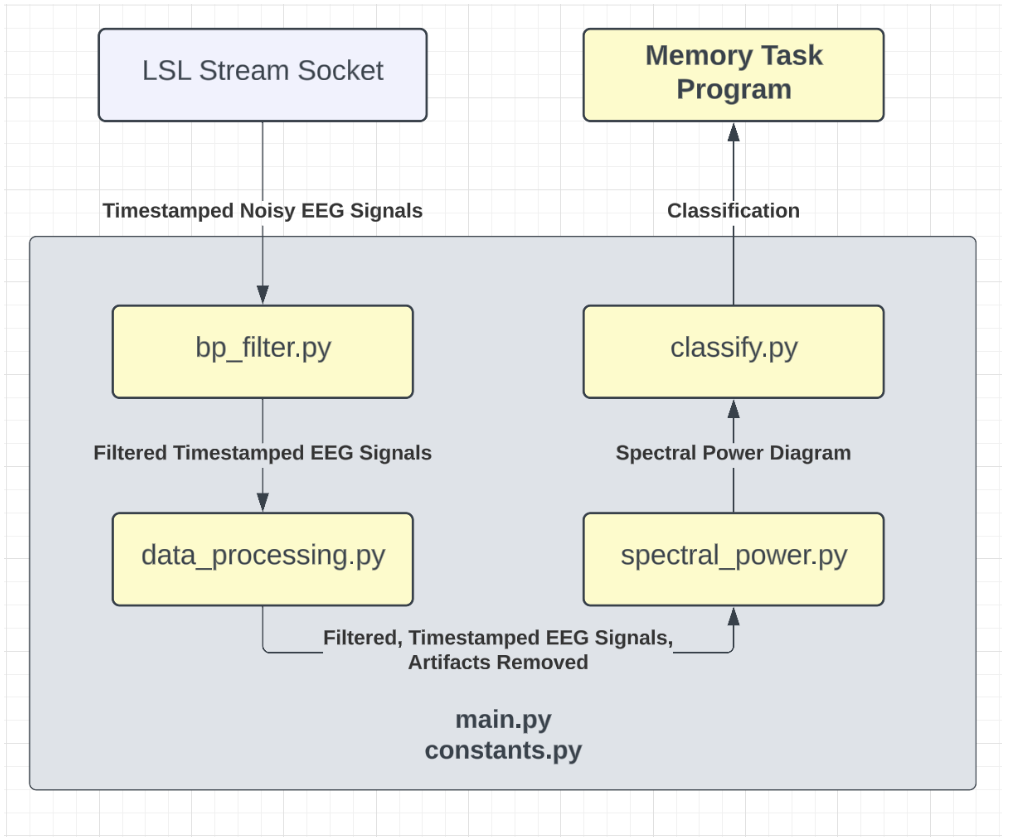 LSL Stream Socket
Memory Task
Program
Timestamped Noisy EEG Signals
Classification
bp_filter.py
classify.py
Filtered Timestamped EEG Signals
Spectral Power Diagram
data_processing.py
spectral_power.py
Filtered, Timestamped EEG Signals,
Artifacts Removed
main.py
constants.py